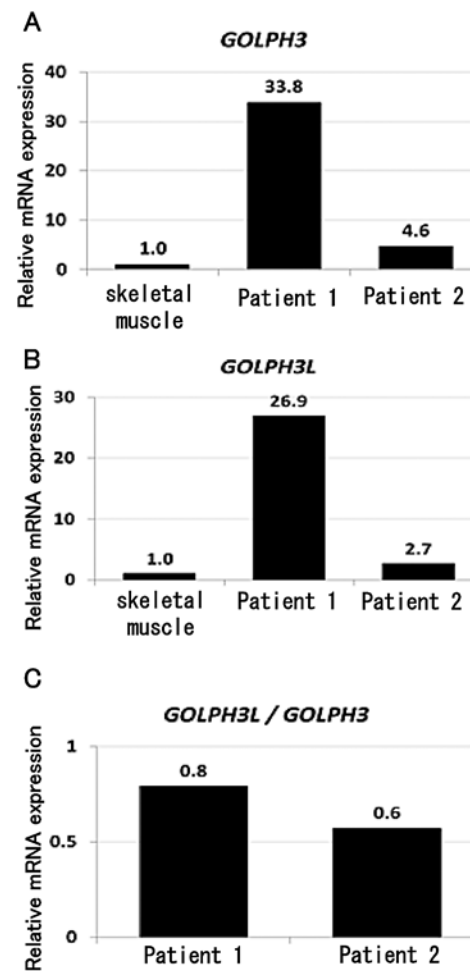 A
GOLPH3
Relative mRNA expression
40
30
20
10
0
1.0
33.8
4.6
skeletal
muscle
Patient 1
Patient 2
B
GOLPH3L
Relative mRNA expression
30
20
10
0
1.0
26.9
2.7
skeletal
muscle
Patient 1
Patient 2
C
GOLPH3L / GOLPH3
Relative mRNA expression
1
0.5
0
0.8
0.6
Patient 1
Patient 2